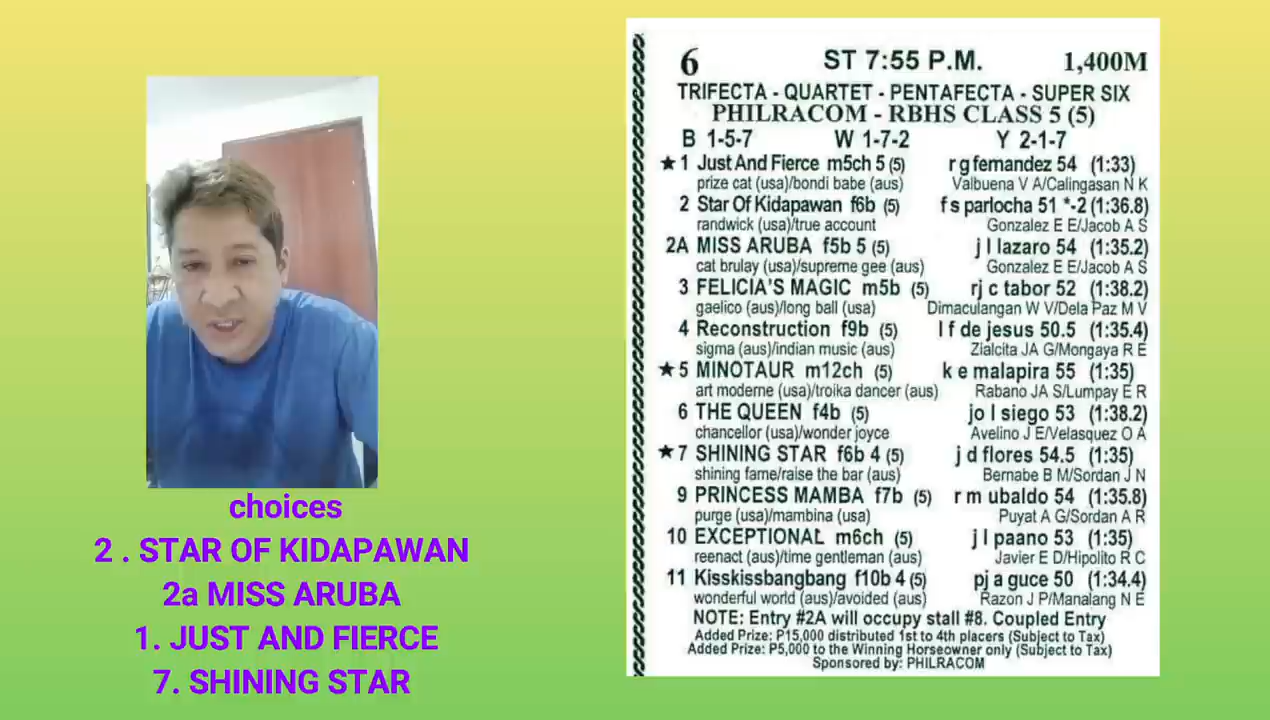 6 ST 7:55 P.M. 1,400M
TRIFECTA - QUARTET - PENTAFECTA - SUPER SIX
PHILRACOM - RBHS CLASS 5 (5)
B 1-5-7 W 1-7-2 Y 2-1-7
★1 Just And Fierce m5ch 5 (5) r g fernandez 54 (1:33)
prize cat (usa)/bondi babe (aus) Valbuena V A/Calingasan N K
2 Star Of Kidapawan f6b (5) f s parlocha 51 *-2 (1:36.8)
randwick (usa)/true account Gonzalez E E/Jacob A S
2A MISS ARUBA f5b 5 (5) j l lazaro 54 (1:35.2)
cat brulay (usa)/supreme gee (aus) Gonzalez E E/Jacob A S
3 FELICIA'S MAGIC m5b (5) rj c tabor 52 (1:38.2)
gaelico (aus)/long ball (usa) Dimaculangan W V/Dela Paz M V
4 Reconstruction f9b (5) l f de jesus 50.5 (1:35.4)
sigma (aus)/indian music (aus) Zialcita JA G/Mongaya R E
★5 MINOTAUR m12ch (5) k e malapira 55 (1:35)
art moderne (usa)/troika dancer (aus) Rabano JA S/Lumpay E R
6 THE QUEEN f4b (5) jo l siego 53 (1:38.2)
chancellor (usa)/wonder joyce Avelino J E/Velasquez O A
★7 SHINING STAR f6b 4 (5) j d flores 54.5 (1:35)
shining fame/raise the bar (aus) Bernabe B M/Sordan J N
9 PRINCESS MAMBA f7b (5) r m ubaldo 54 (1:35.8)
purge (usa)/mambina (usa) Puyat A G/Sordan A R
10 EXCEPTIONAL m6ch (5) j l paano 53 (1:35)
reenact (aus)/time gentleman (aus) Javier E D/Hipolito R C
11 Kisskissbangbang f10b 4 (5) pj a guce 50 (1:34.4)
wonderful world (aus)/avoided (aus) Razon J P/Manalang N E
NOTE: Entry #2A will occupy stall #8. Coupled Entry
Added Prize: P15,000 distributed 1st to 4th placers (Subject to Tax)
Added Prize: P5,000 to the Winning Horseowner only (Subject to Tax)
Sponsored by: PHILRACOM
choices
2 . STAR OF KIDAPAWAN
2a MISS ARUBA
1. JUST AND FIERCE
7. SHINING STAR